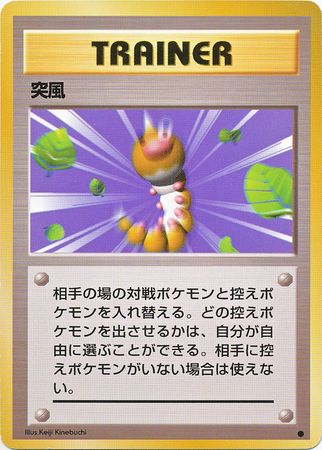 TRAINER
突風
相手の場の対戦ポケモンと控えポ
ケモンを入れ替える。どの控えポケ
モンを出させるかは、自分が自
由に選ぶことができる。相手に控
えポケモンがいない場合は使えな
い。
Illus.Keiji Kinebuchi